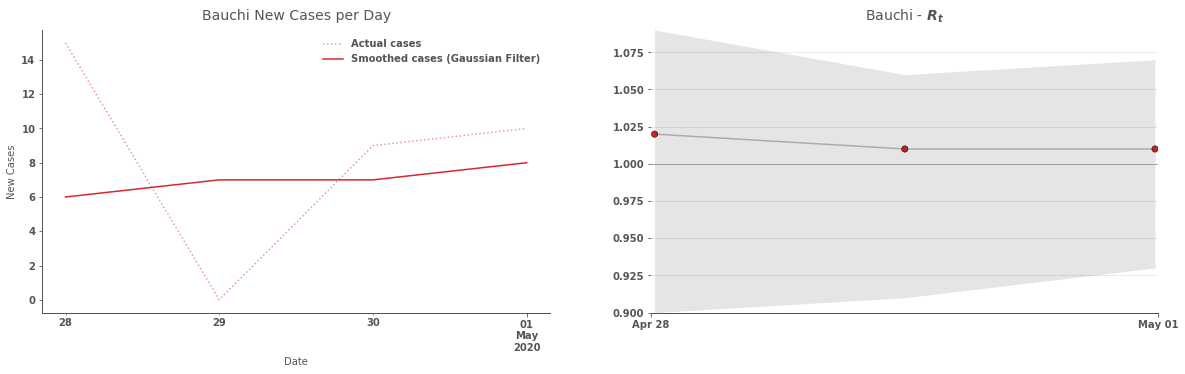 Bauchi New Cases per Day
Actual cases
Smoothed cases (Gaussian Filter)
14
12
10
8
6
4
2
0
New Cases
28
29
30
01
May
2020
Date
Bauchi - Rt
1.075
1.050
1.025
1.000
0.975
0.950
0.925
0.900
Apr 28
May 01